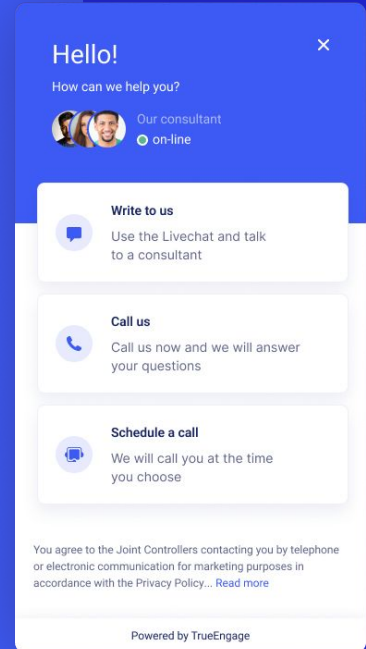 Hello!
How can we help you?
Our consultant
on-line
Write to us
Use the Livechat and talk
to a consultant
Call us
Call us now and we will answer
your questions
Schedule a call
We will call you at the time
you choose
You agree to the Joint Controllers contacting you by telephone
or electronic communication for marketing purposes in
accordance with the Privacy Policy... Read more
Powered by TrueEngage